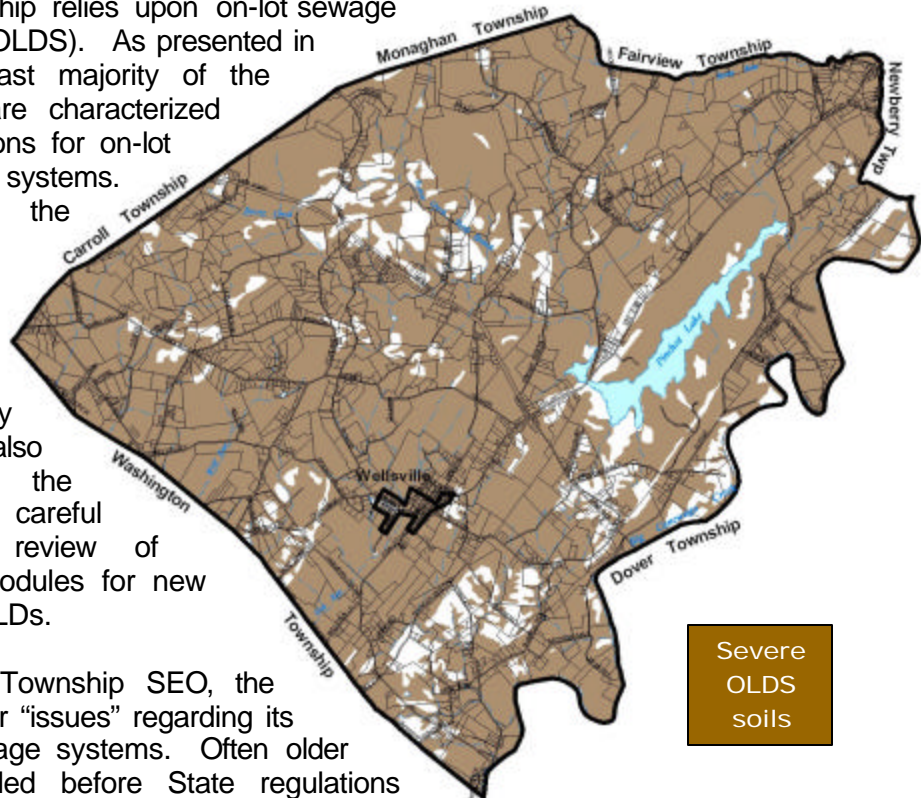 ship relies upon on-lot sewage
OLDS). As presented in
ast majority of the
are characterized
ons for on-lot
systems.
the
y
also
the
careful
review of
odules for new
LDs.
Township SEO, the
r “issues” regarding its
age systems. Often older
led before State regulations
Monaghan Township
Fairview Township
Newberry Twp
Carroll Township
Pinchot Lake
Wellsville
Washington
Township
Dover Township
Severe
OLDS
soils